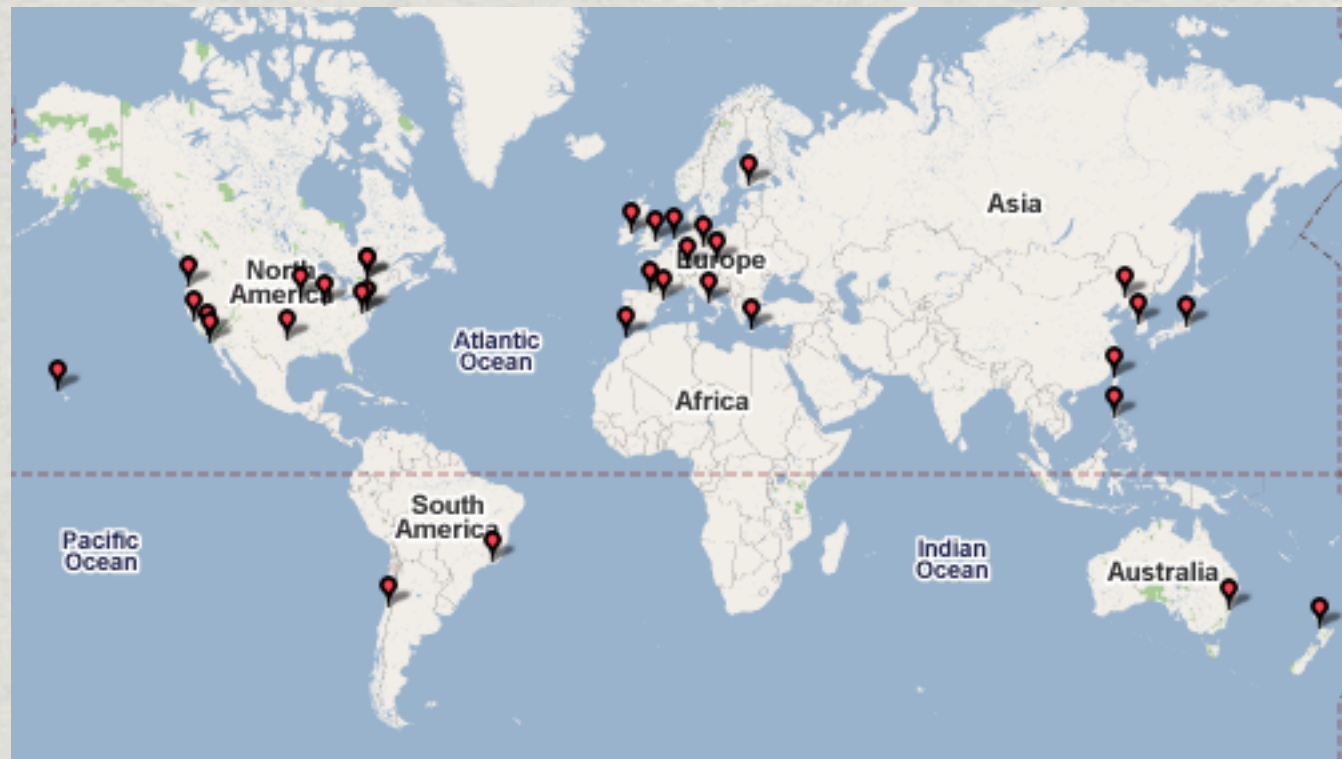 Asia
North
America
Europe
Atlantic
Ocean
Africa
South
America
Pacific
Ocean
Indian
Ocean
Australia